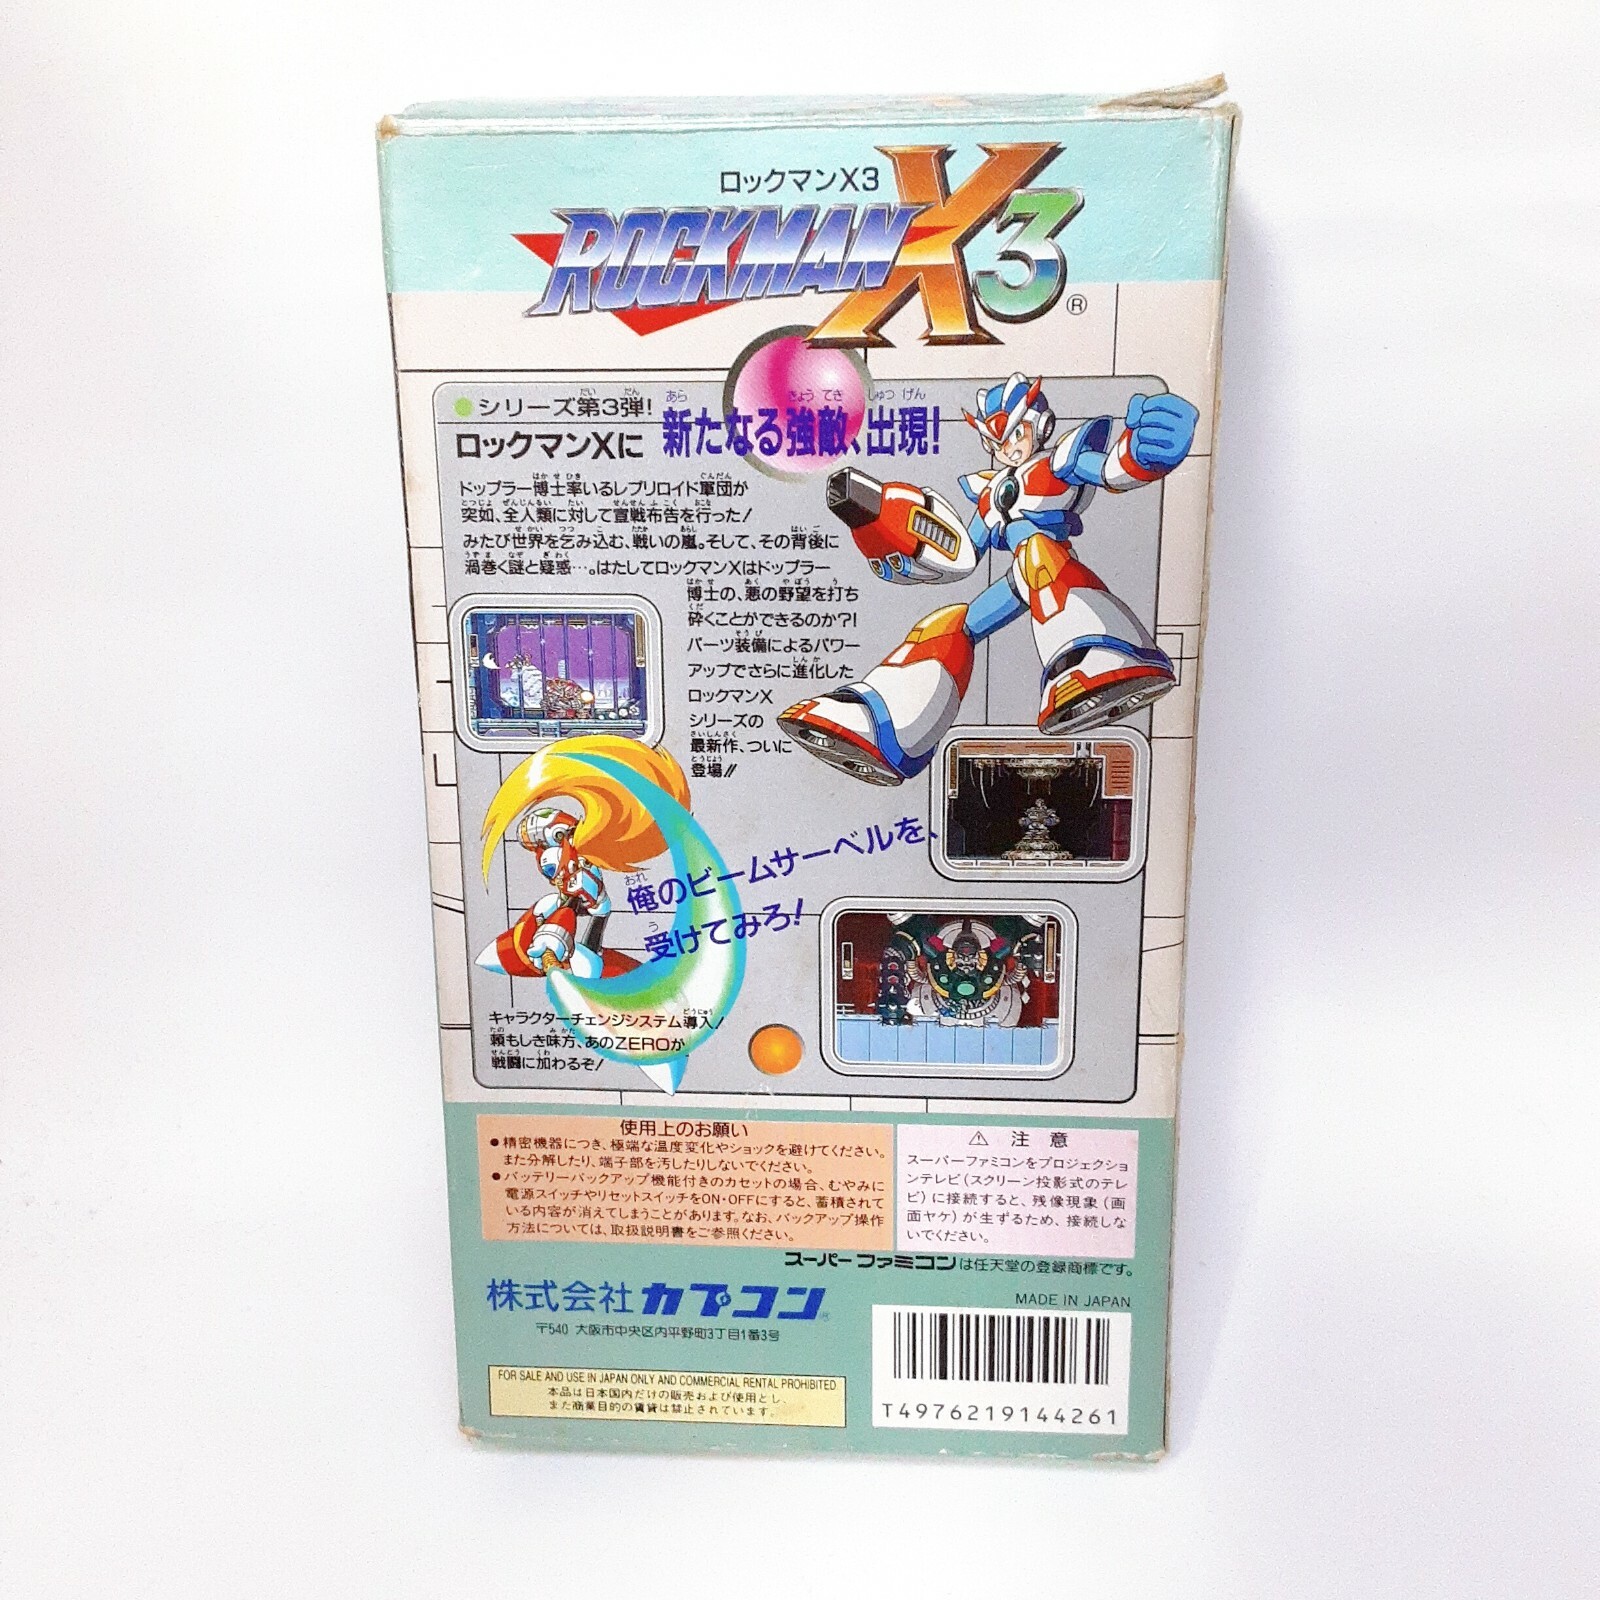 ロックマンX3
ROCKMAN X3 ®
シリーズ第3弾!
ロックマンXに 新たなる強敵、出現!
ドップラー博士率いるレプリロイド軍団が
突如、全人類に対して宣戦布告を行った!
みたび世界を乞み込む、戦いの嵐。そして、その背後に
渦巻く謎と疑惑…。はたしてロックマンXはドップラー
博士の、悪の野望を打ち
砕くことができるのか?!
パーツ装備によるパワー
アップでさらに進化した
ロックマンX
シリーズの
最新作、ついに
登場!!
俺のビームサーベルを、
受けてみろ!
キャラクターチェンジシステム導入!
頼もしき味方、あのZEROが
戦闘に加わるぞ!
使用上のお願い
●精密機器につき、極端な温度変化やショックを避けてください。
また分解したり、端子部を汚したりしないでください。
●バッテリーバックアップ機能付きのカセットの場合、むやみに
電源スイッチやリセットスイッチをON・OFFにすると、蓄積されて
いる内容が消えてしまうことがあります。なお、バックアップ操作
方法については、取扱説明書をご参照ください。
⚠ 注 意
スーパーファミコンをプロジェクショ
ンテレビ(スクリーン投影式のテレ
ビ)に接続すると、残像現象(画
面ヤケ)が生ずるため、接続しな
いでください。
スーパーファミコンは任天堂の登録商標です。
株式会社カプコン®
〒540 大阪市中央区内平野町3丁目1番3号
MADE IN JAPAN
FOR SALE AND USE IN JAPAN ONLY AND COMMERCIAL RENTAL PROHIBITED
本品は日本国内だけの販売および使用とし、
また商業目的の賃貸は禁止されています。
T4976219144261